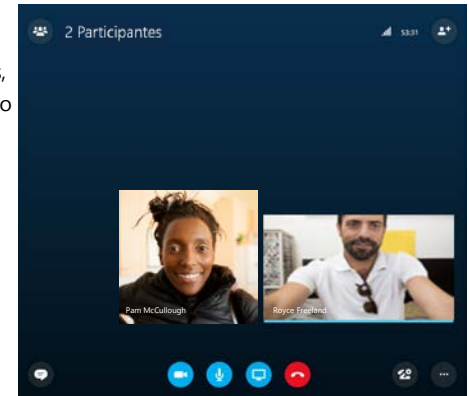 2 Participantes
53:31
s,
o
Pam McCullough
Royce Freeland